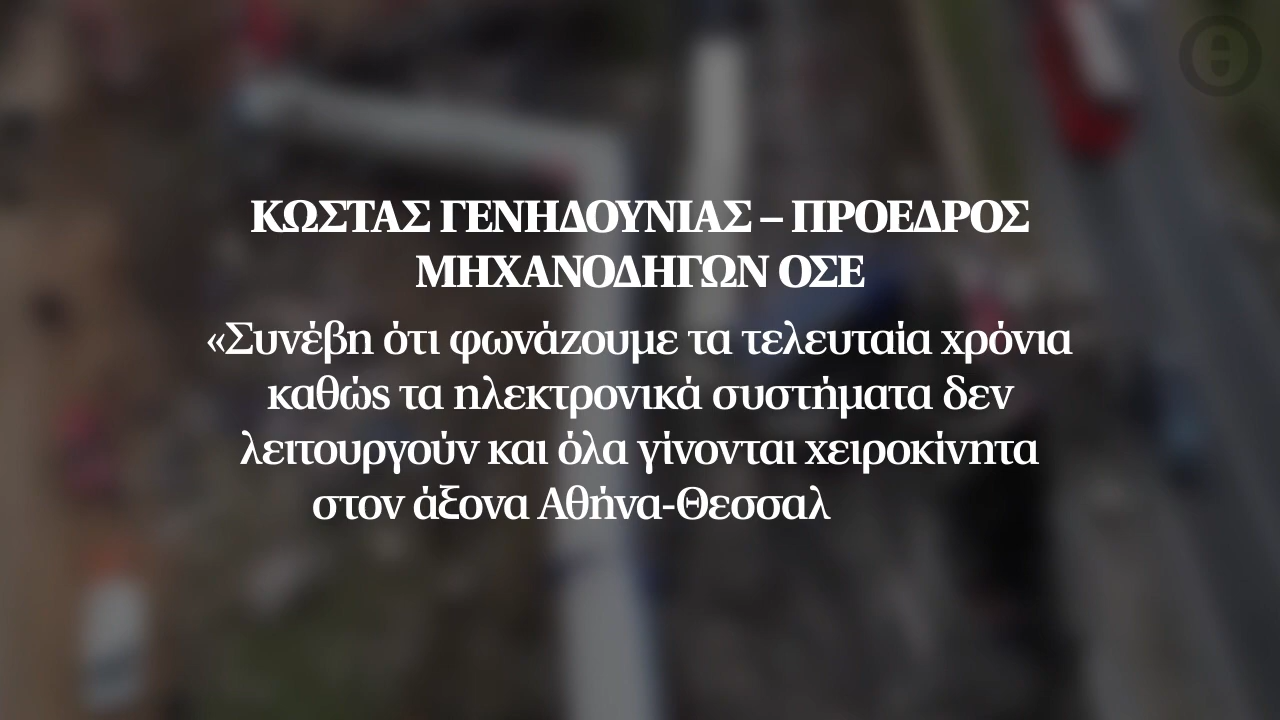 ΚΩΣΤΑΣ ΓΕΝΗΔΟΥΝΙΑΣ – ΠΡΟΕΔΡΟΣ
ΜΗΧΑΝΟΔΗΓΩΝ ΟΣΕ
«Συνέβη ότι φωνάζουμε τα τελευταία χρόνια
καθώς τα ηλεκτρονικά συστήματα δεν
λειτουργούν και όλα γίνονται χειροκίνητα
στον άξονα Αθήνα-Θεσσαλ